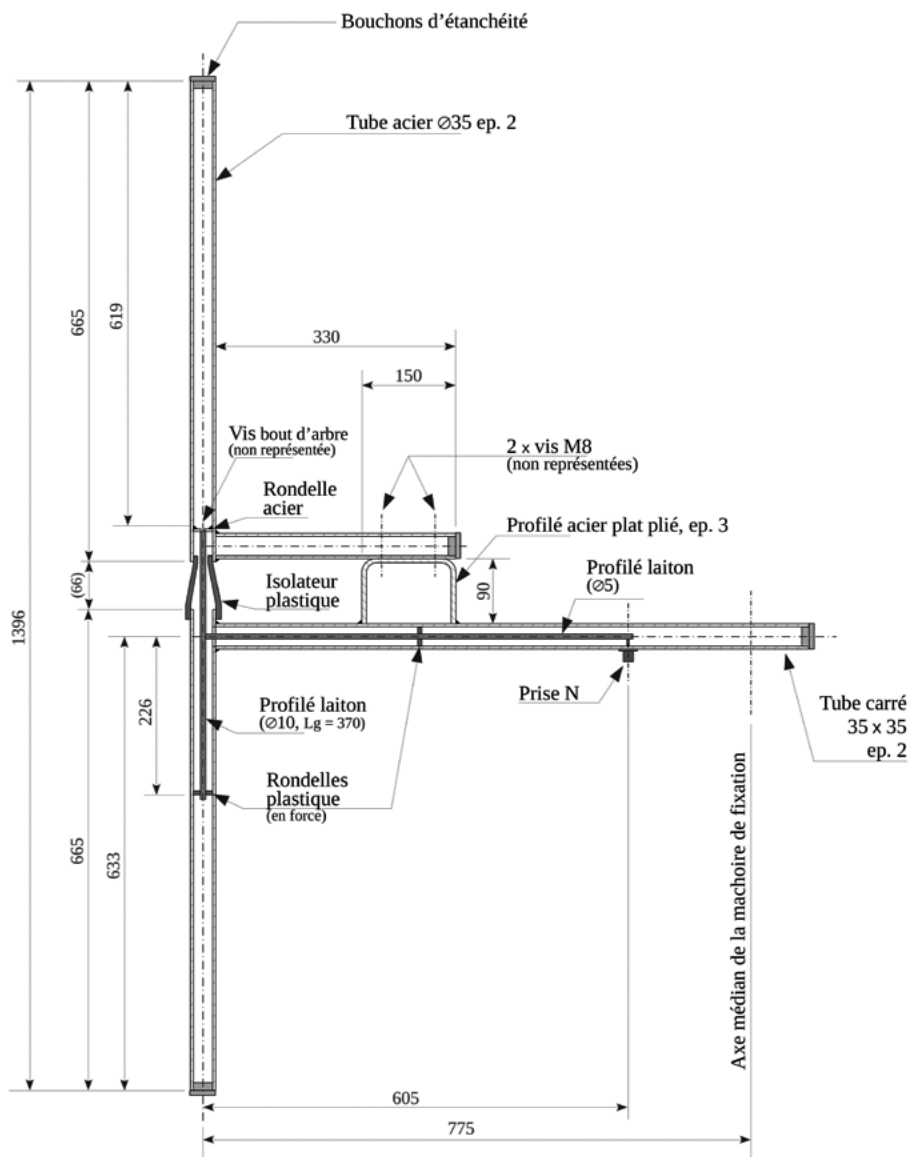 Bouchons d’étanchéité
Tube acier ∅35 ep. 2
1396
665
619
330
150
Vis bout d’arbre
(non représentée)
2 x vis M8
(non représentées)
Rondelle
acier
Profilé acier plat plié, ep. 3
Profilé laiton
(∅5)
(66)
Isolateur
plastique
90
226
Profilé laiton
(∅10, Lg = 370)
Prise N
Tube carré
35 x 35
ep. 2
Rondelles
plastique
(en force)
665
633
Axe médian de la machoire de fixation
605
775